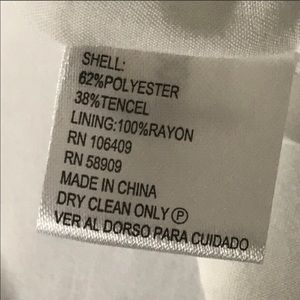 SHELL:
62%POLYESTER
38%TENCEL
LINING:100%RAYON
RN 106409
RN 58909
MADE IN CHINA
DRY CLEAN ONLY Ⓟ
VER AL DORSO PARA CUIDADO